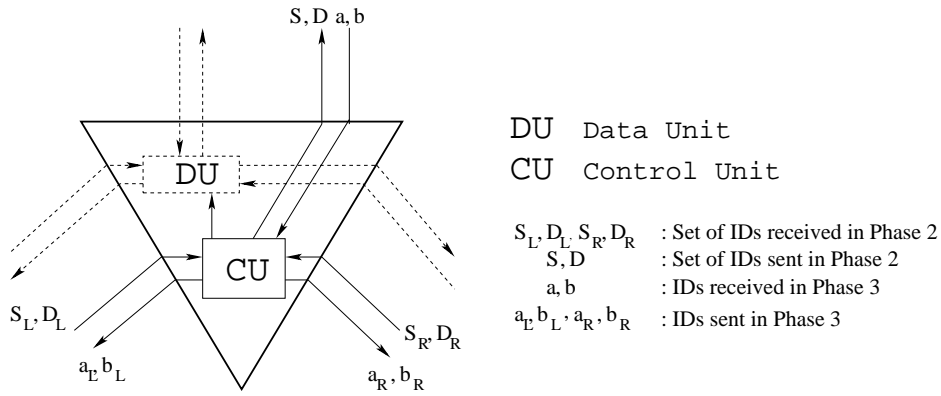 S, D a, b
DU
CU
S_L, D_L
a_L, b_L
S_R, D_R
a_R, b_R
DU Data Unit
CU Control Unit
S_L, D_L, S_R, D_R : Set of IDs received in Phase 2
S, D : Set of IDs sent in Phase 2
a, b : IDs received in Phase 3
a_L, b_L, a_R, b_R : IDs sent in Phase 3